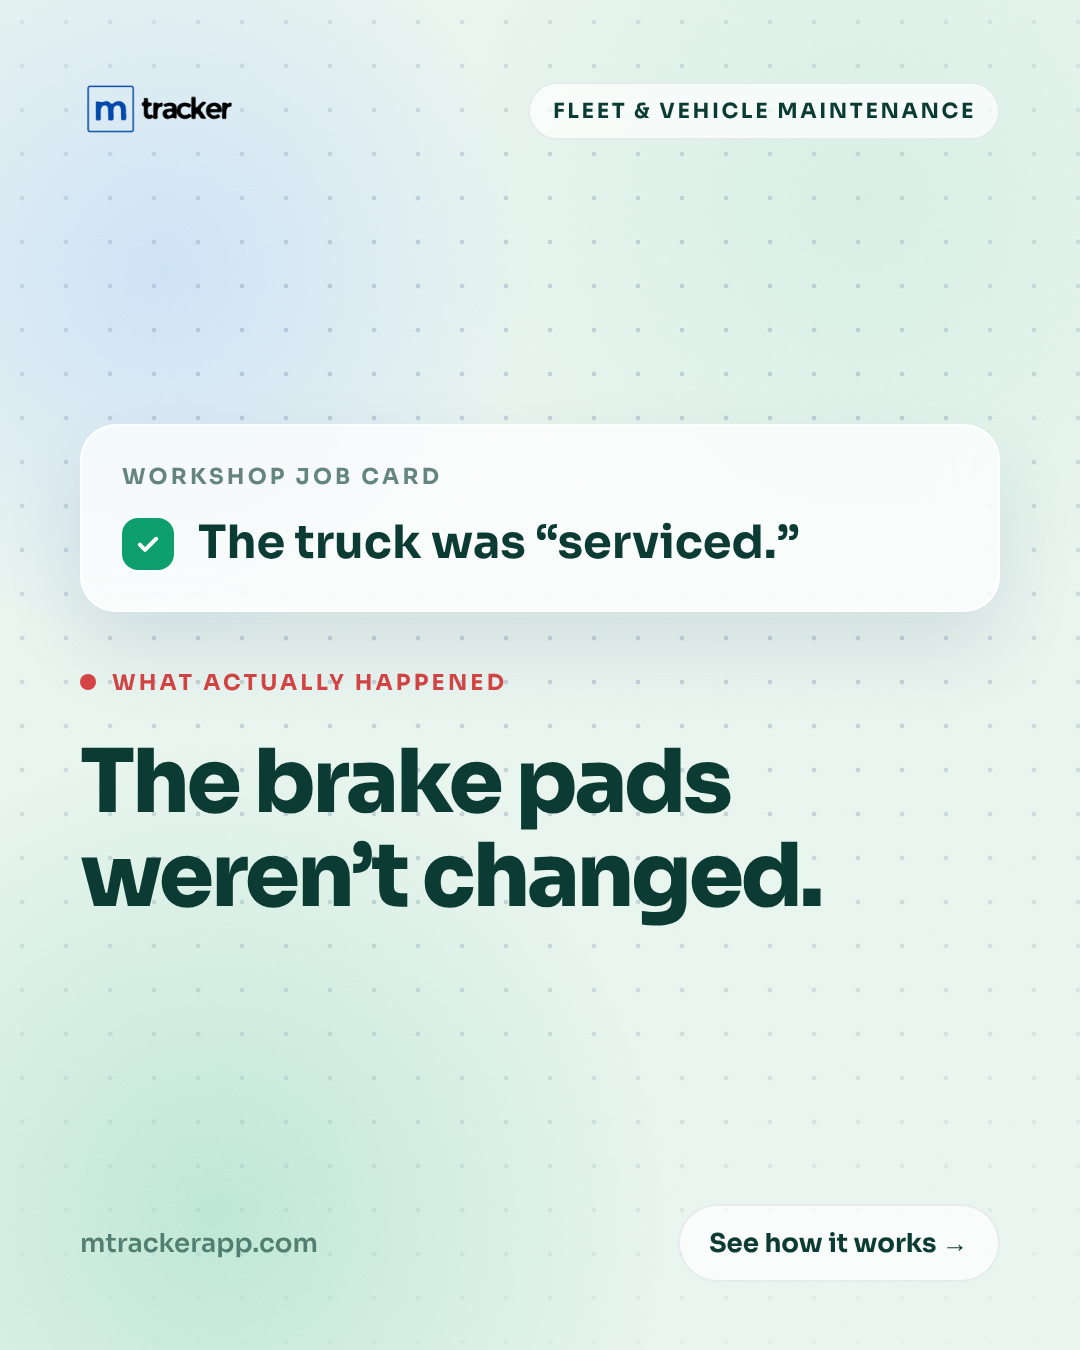 m tracker
FLEET & VEHICLE MAINTENANCE
WORKSHOP JOB CARD
The truck was “serviced.”
WHAT ACTUALLY HAPPENED
The brake pads
weren’t changed.
mtrackerapp.com
See how it works →